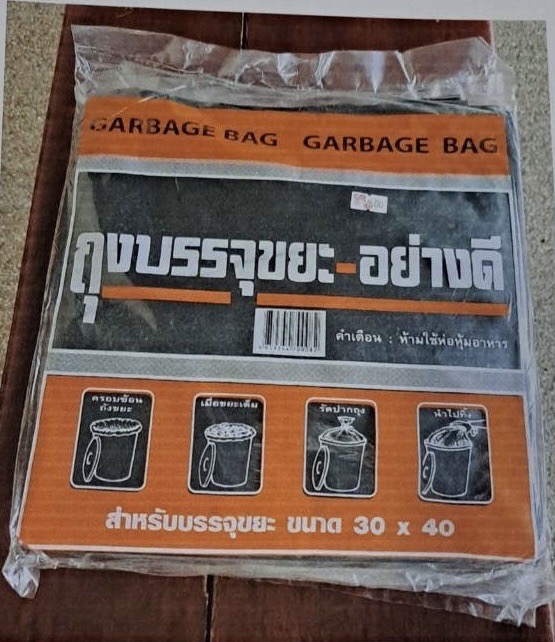 GARBAGE BAG GARBAGE BAG
ถุงบรรจุขยะ-อย่างดี
คำเตือน : ห้ามใช้ห่อหุ้มอาหาร
ครอบซ้อน
ถังขยะ
เมื่อขยะเต็ม
รัดปากถุง
นำไปทิ้ง
สำหรับบรรจุขยะ ขนาด 30 x 40